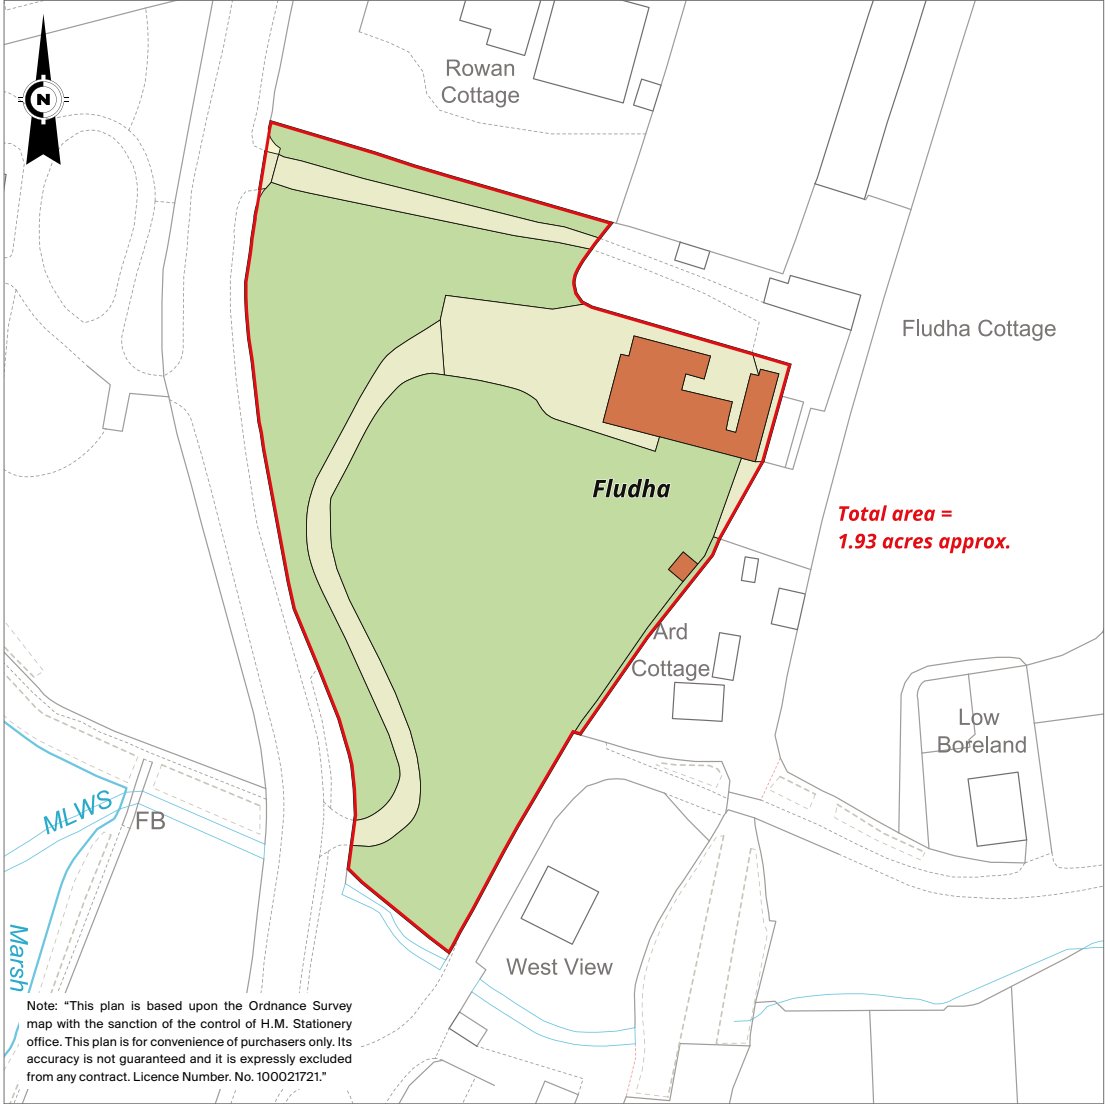 N
Rowan
Cottage
Fludha Cottage
Fludha
Total area =
1.93 acres approx.
Ard
Cottage
Low
Boreland
MLWS
FB
West View
Marsh
Note: “This plan is based upon the Ordnance Survey
map with the sanction of the control of H.M. Stationery
office. This plan is for convenience of purchasers only. Its
accuracy is not guaranteed and it is expressly excluded
from any contract. Licence Number. No. 100021721.”